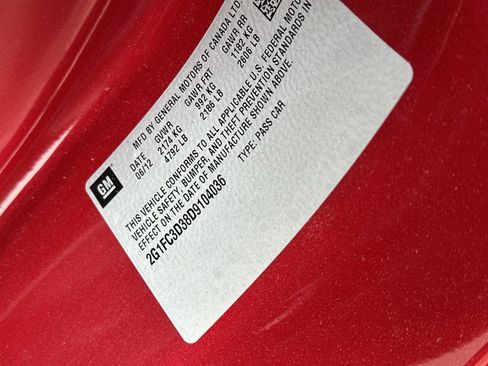 GM
MFD BY GENERAL MOTORS OF CANADA LTD.
DATE GVWR GAWR FRT GAWR RR
06/12 2174 KG 992 KG 1182 KG
4792 LB 2186 LB 2606 LB
THIS VEHICLE CONFORMS TO ALL APPLICABLE U.S. FEDERAL MOTOR
VEHICLE SAFETY, BUMPER, AND THEFT PREVENTION STANDARDS IN
EFFECT ON THE DATE OF MANUFACTURE SHOWN ABOVE.
2G1FC3D38D9104036 TYPE: PASS CAR